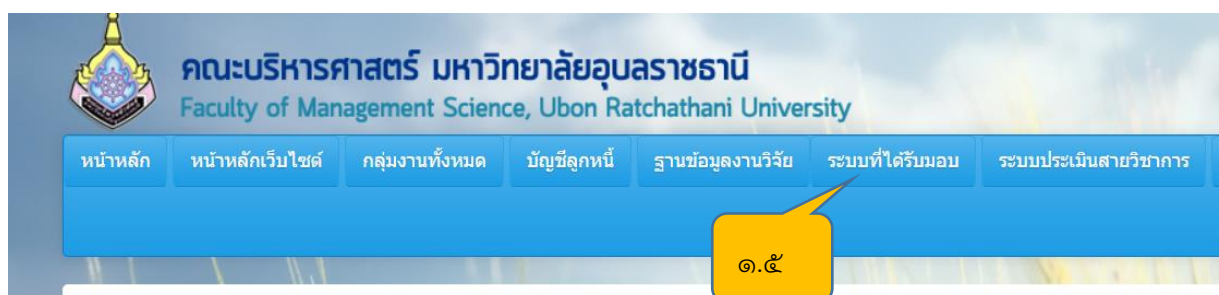 คณะบริหารศาสตร์ มหาวิทยาลัยอุบลราชธานี
Faculty of Management Science, Ubon Ratchathani University
หน้าหลัก หน้าหลักเว็บไซต์ กลุ่มงานทั้งหมด บัญชีลูกหนี้ ฐานข้อมูลงานวิจัย ระบบที่ได้รับมอบ ระบบประเมินสายวิชาการ
๑.๕